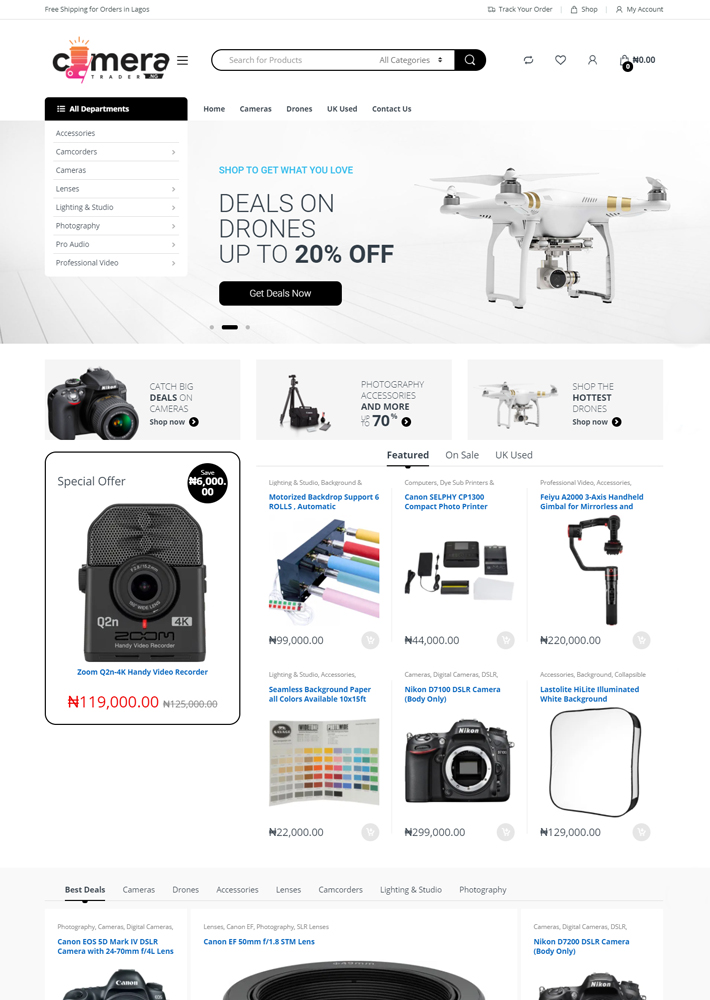 Free Shipping for Orders in Lagos
Track Your Order
Shop
My Account
camera
TRADER NG
Search for Products
All Categories
0
₦0.00
All Departments
Home
Cameras
Drones
UK Used
Contact Us
Accessories
Camcorders
Cameras
Lenses
Lighting & Studio
Photography
Pro Audio
Professional Video
SHOP TO GET WHAT YOU LOVE
DEALS ON
DRONES
UP TO 20% OFF
Get Deals Now
Nikon
CATCH BIG
DEALS ON
CAMERAS
Shop now
PHOTOGRAPHY
ACCESSORIES
AND MORE
UP TO 70%
SHOP THE
HOTTEST
DRONES
Shop now
Special Offer
Save
₦6,000.
00
Q2n
4K
ZOOM
Handy Video Recorder
Zoom Q2n-4K Handy Video Recorder
₦119,000.00 ₦125,000.00
Featured
On Sale
UK Used
Lighting & Studio, Background &
Motorized Backdrop Support 6
ROLLS , Automatic
₦99,000.00
Computers, Dye Sub Printers &
Canon SELPHY CP1300
Compact Photo Printer
₦44,000.00
Professional Video, Accessories,
Feiyu A2000 3-Axis Handheld
Gimbal for Mirrorless and
₦220,000.00
Lighting & Studio, Accessories,
Seamless Background Paper
all Colors Available 10x15ft
₦22,000.00
Cameras, Digital Cameras, DSLR,
Nikon D7100 DSLR Camera
(Body Only)
Nikon
₦299,000.00
Accessories, Background, Collapsible
Lastolite HiLite Illuminated
White Background
₦129,000.00
Best Deals
Cameras
Drones
Accessories
Lenses
Camcorders
Lighting & Studio
Photography
Photography, Cameras, Digital Cameras,
Canon EOS 5D Mark IV DSLR
Camera with 24-70mm f/4L Lens
Canon
Lenses, Canon EF, Photography, SLR Lenses
Canon EF 50mm f/1.8 STM Lens
Cameras, Digital Cameras, DSLR,
Nikon D7200 DSLR Camera
(Body Only)
Nikon